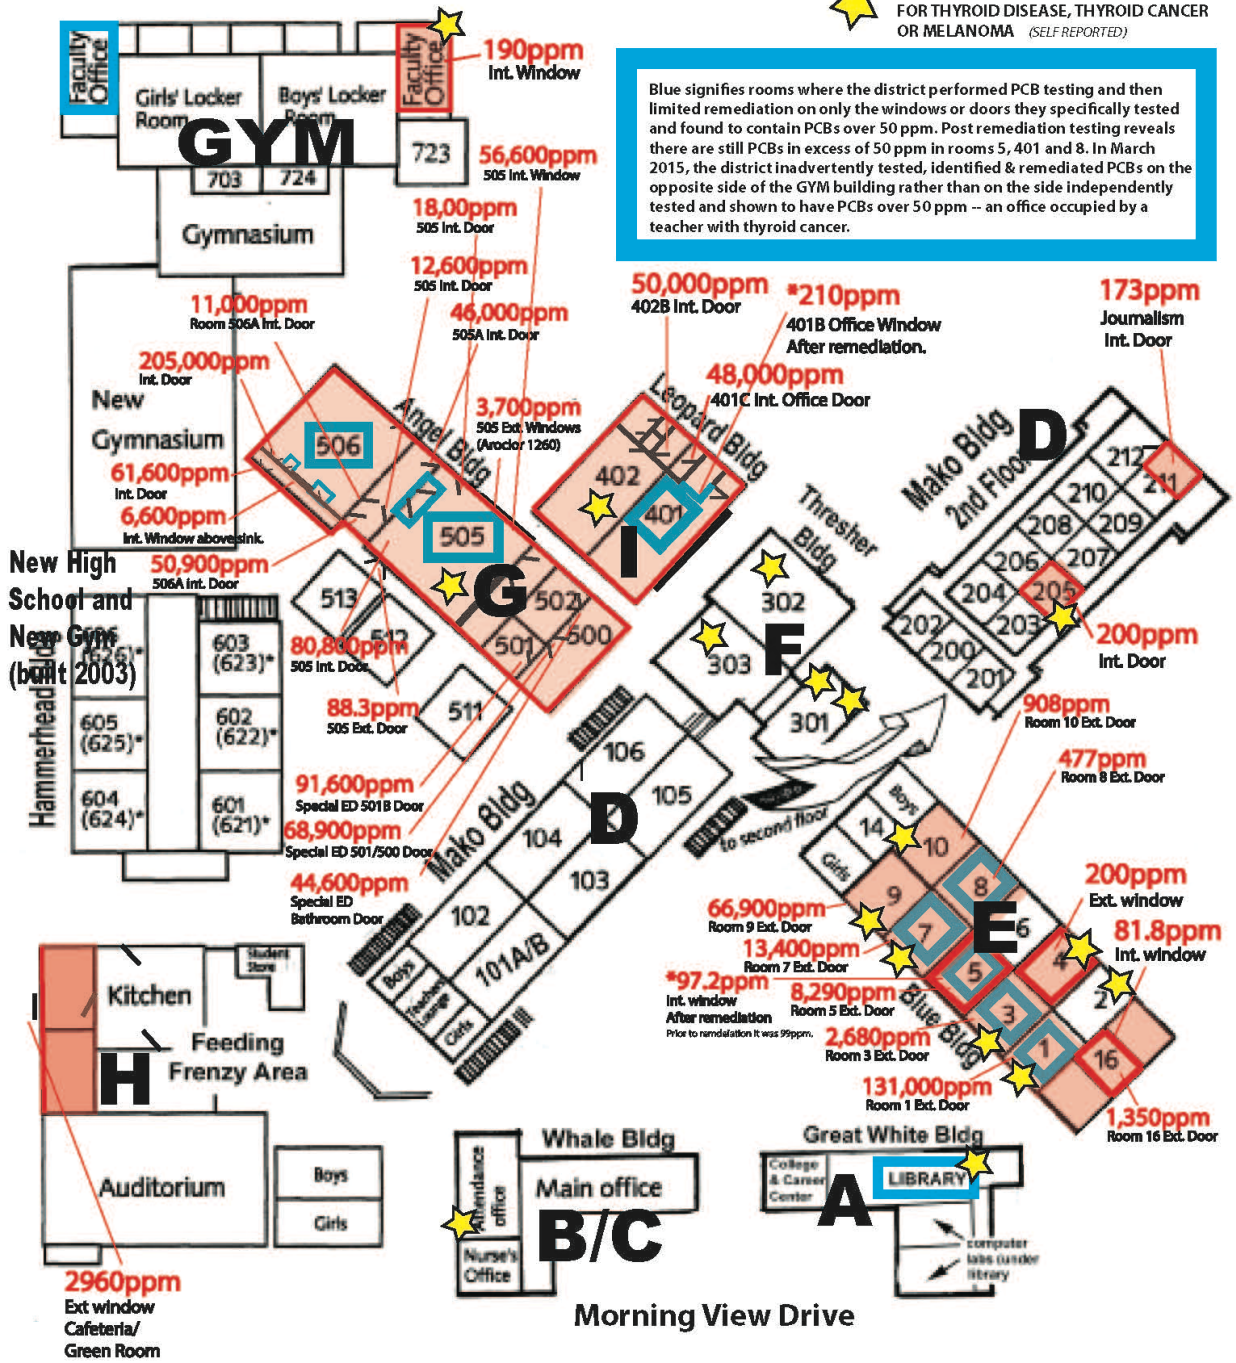 FOR THYROID DISEASE, THYROID CANCER
OR MELANOMA (SELF REPORTED)
Blue signifies rooms where the district performed PCB testing and then
limited remediation on only the windows or doors they specifically tested
and found to contain PCBs over 50 ppm. Post remediation testing reveals
there are still PCBs in excess of 50 ppm in rooms 5, 401 and 8. In March
2015, the district inadvertently tested, identified & remediated PCBs on the
opposite side of the GYM building rather than on the side independently
tested and shown to have PCBs over 50 ppm -- an office occupied by a
teacher with thyroid cancer.
Faculty
Office
Girls' Locker
Room
Boys' Locker
Room
Faculty
Office
190ppm
Int. Window
GYM
723
703
724
Gymnasium
56,600ppm
505 Int. Window
18,00ppm
505 Int. Door
12,600ppm
505 Int. Door
46,000ppm
505A Int. Door
11,000ppm
Room 506A Int. Door
205,000ppm
Int. Door
New
Gymnasium
61,600ppm
Int. Door
6,600ppm
Int. Window above sink.
50,900ppm
506A int. Door
3,700ppm
505 Ext. Windows
(Aroclor 1260)
Angel Bldg
506
505
G
502
501
500
513
512
511
80,800ppm
505 Int. Door
88.3ppm
505 Ext. Door
91,600ppm
Special ED 501B Door
68,900ppm
Special ED 501/500 Door
44,600ppm
Special ED
Bathroom Door
50,000ppm
402B Int. Door
*210ppm
401B Office Window
After remediation.
48,000ppm
401C Int. Office Door
Leopard Bldg
402
401
I
173ppm
Journalism
Int. Door
Mako Bldg
2nd Floor
D
212
211
210
209
208
207
206
205
204
203
202
200
201
200ppm
Int. Door
Thresher
Bldg
302
303
F
301
New High
School and
New Gym
(built 2003)
(626)*
603
(623)*
605
(625)*
602
(622)*
604
(624)*
601
(621)*
Mako Bldg
D
106
105
104
103
102
101A/B
Boys
Teachers
Lounge
Girls
to second floor
908ppm
Room 10 Ext. Door
477ppm
Room 8 Ext. Door
200ppm
Ext. window
81.8ppm
Int. window
Boys
14
Girls
10
9
8
7
6
5
4
3
2
1
16
E
Blue Bldg
66,900ppm
Room 9 Ext. Door
13,400ppm
Room 7 Ext. Door
*97.2ppm
Int. window
After remediation
Prior to remdaiation it was 99ppm.
8,290ppm
Room 5 Ext. Door
2,680ppm
Room 3 Ext. Door
131,000ppm
Room 1 Ext. Door
1,350ppm
Room 16 Ext. Door
Kitchen
Student
Store
Feeding
Frenzy Area
H
Auditorium
Boys
Girls
2960ppm
Ext window
Cafeteria/
Green Room
Whale Bldg
Attendance
office
Main office
B/C
Nurse's
Office
Great White Bldg
College
& Career
Center
LIBRARY
A
computer
labs (under
library
Morning View Drive